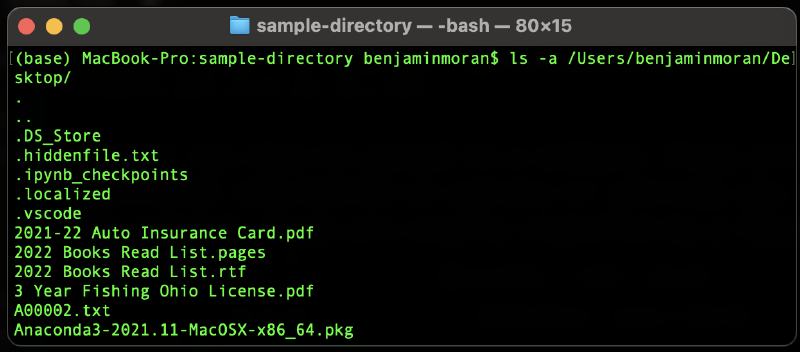 sample-directory — -bash — 80×15
[(base) MacBook-Pro:sample-directory benjaminmoran$ ls -a /Users/benjaminmoran/De]
sktop/
.
..
.DS_Store
.hiddenfile.txt
.ipynb_checkpoints
.localized
.vscode
2021-22 Auto Insurance Card.pdf
2022 Books Read List.pages
2022 Books Read List.rtf
3 Year Fishing Ohio License.pdf
A00002.txt
Anaconda3-2021.11-MacOSX-x86_64.pkg